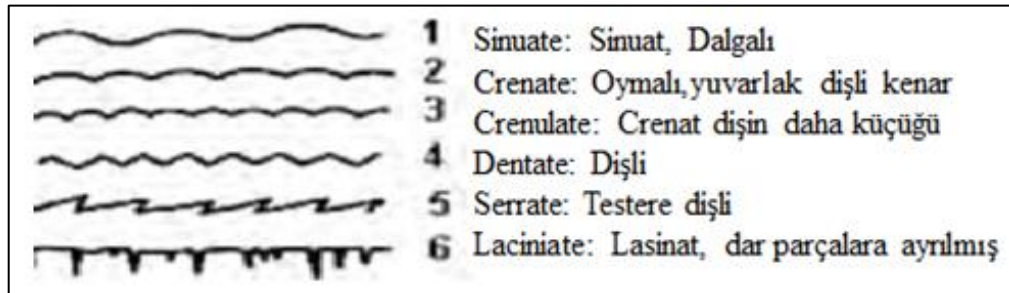 1 Sinuate: Sinuat, Dalgalı
2 Crenate: Oymalı,yuvarlak dişli kenar
3 Crenulate: Crenat dişin daha küçüğü
4 Dentate: Dişli
5 Serrate: Testere dişli
6 Laciniate: Lasinat, dar parçalara ayrılmış